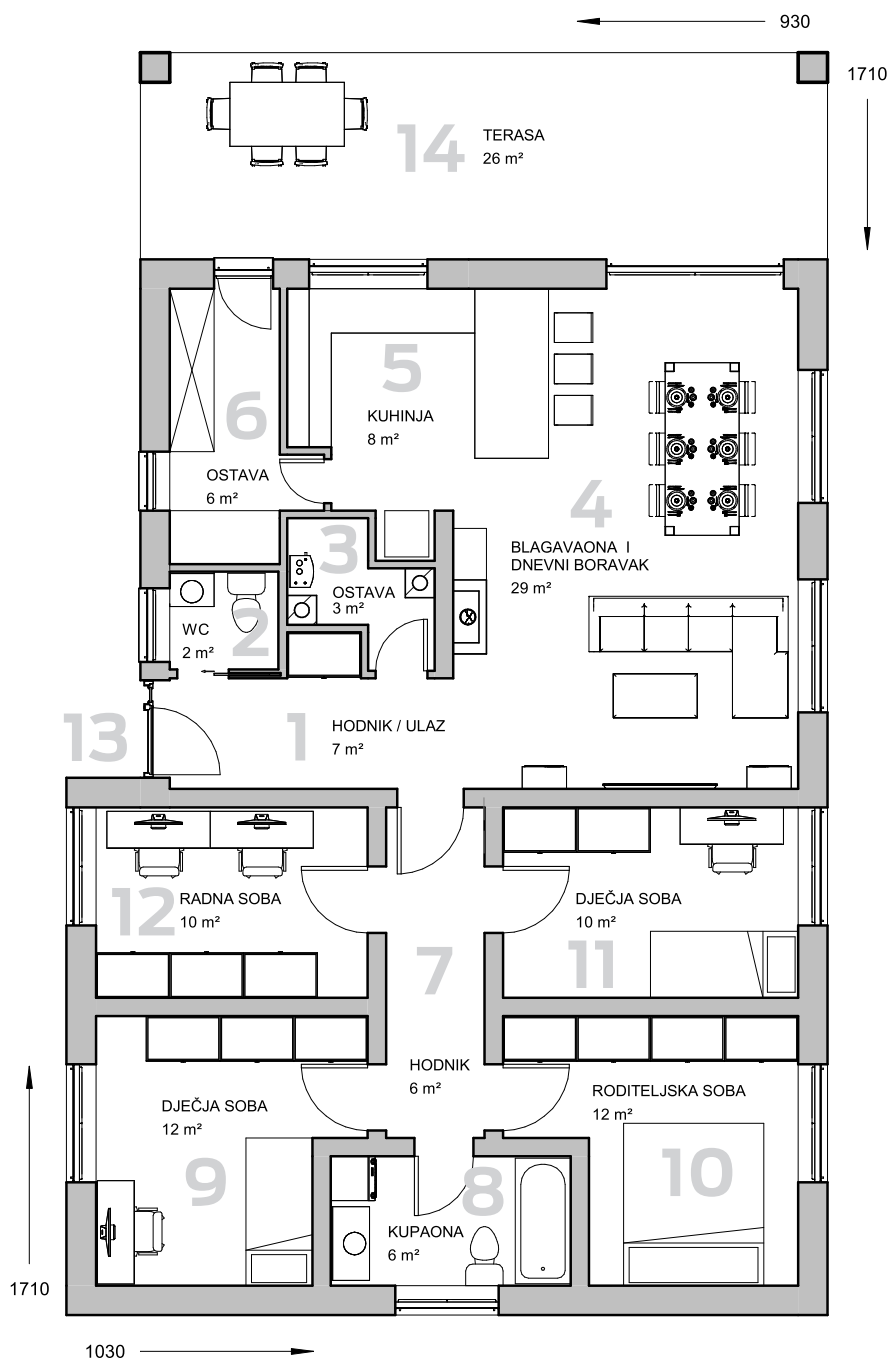 930
1710
14
TERASA
26 m²
5
KUHINJA
8 m²
6
OSTAVA
6 m²
4
BLAGAVAONA I
DNEVNI BORAVAK
29 m²
3
OSTAVA
3 m²
WC
2 m²
2
13
1
HODNIK / ULAZ
7 m²
12
RADNA SOBA
10 m²
DJEČJA SOBA
10 m²
11
7
HODNIK
6 m²
DJEČJA SOBA
12 m²
9
RODITELJSKA SOBA
12 m²
10
8
KUPAONA
6 m²
1710
1030